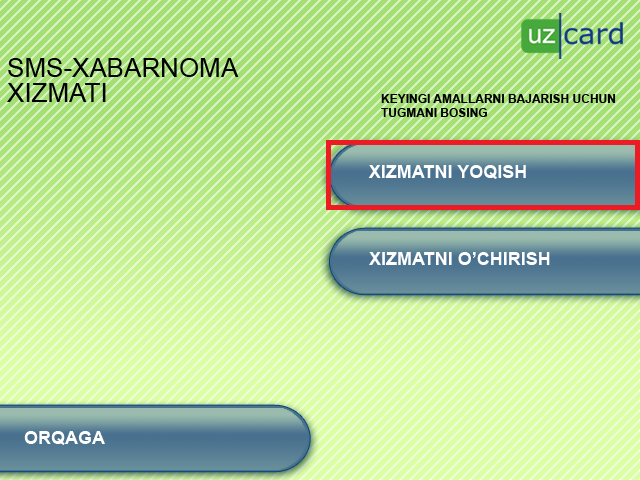 uz card
SMS-XABARNOMA
XIZMATI
KEYINGI AMALLARNI BAJARISH UCHUN
TUGMANI BOSING
XIZMATNI YOQISH
XIZMATNI O’CHIRISH
ORQAGA